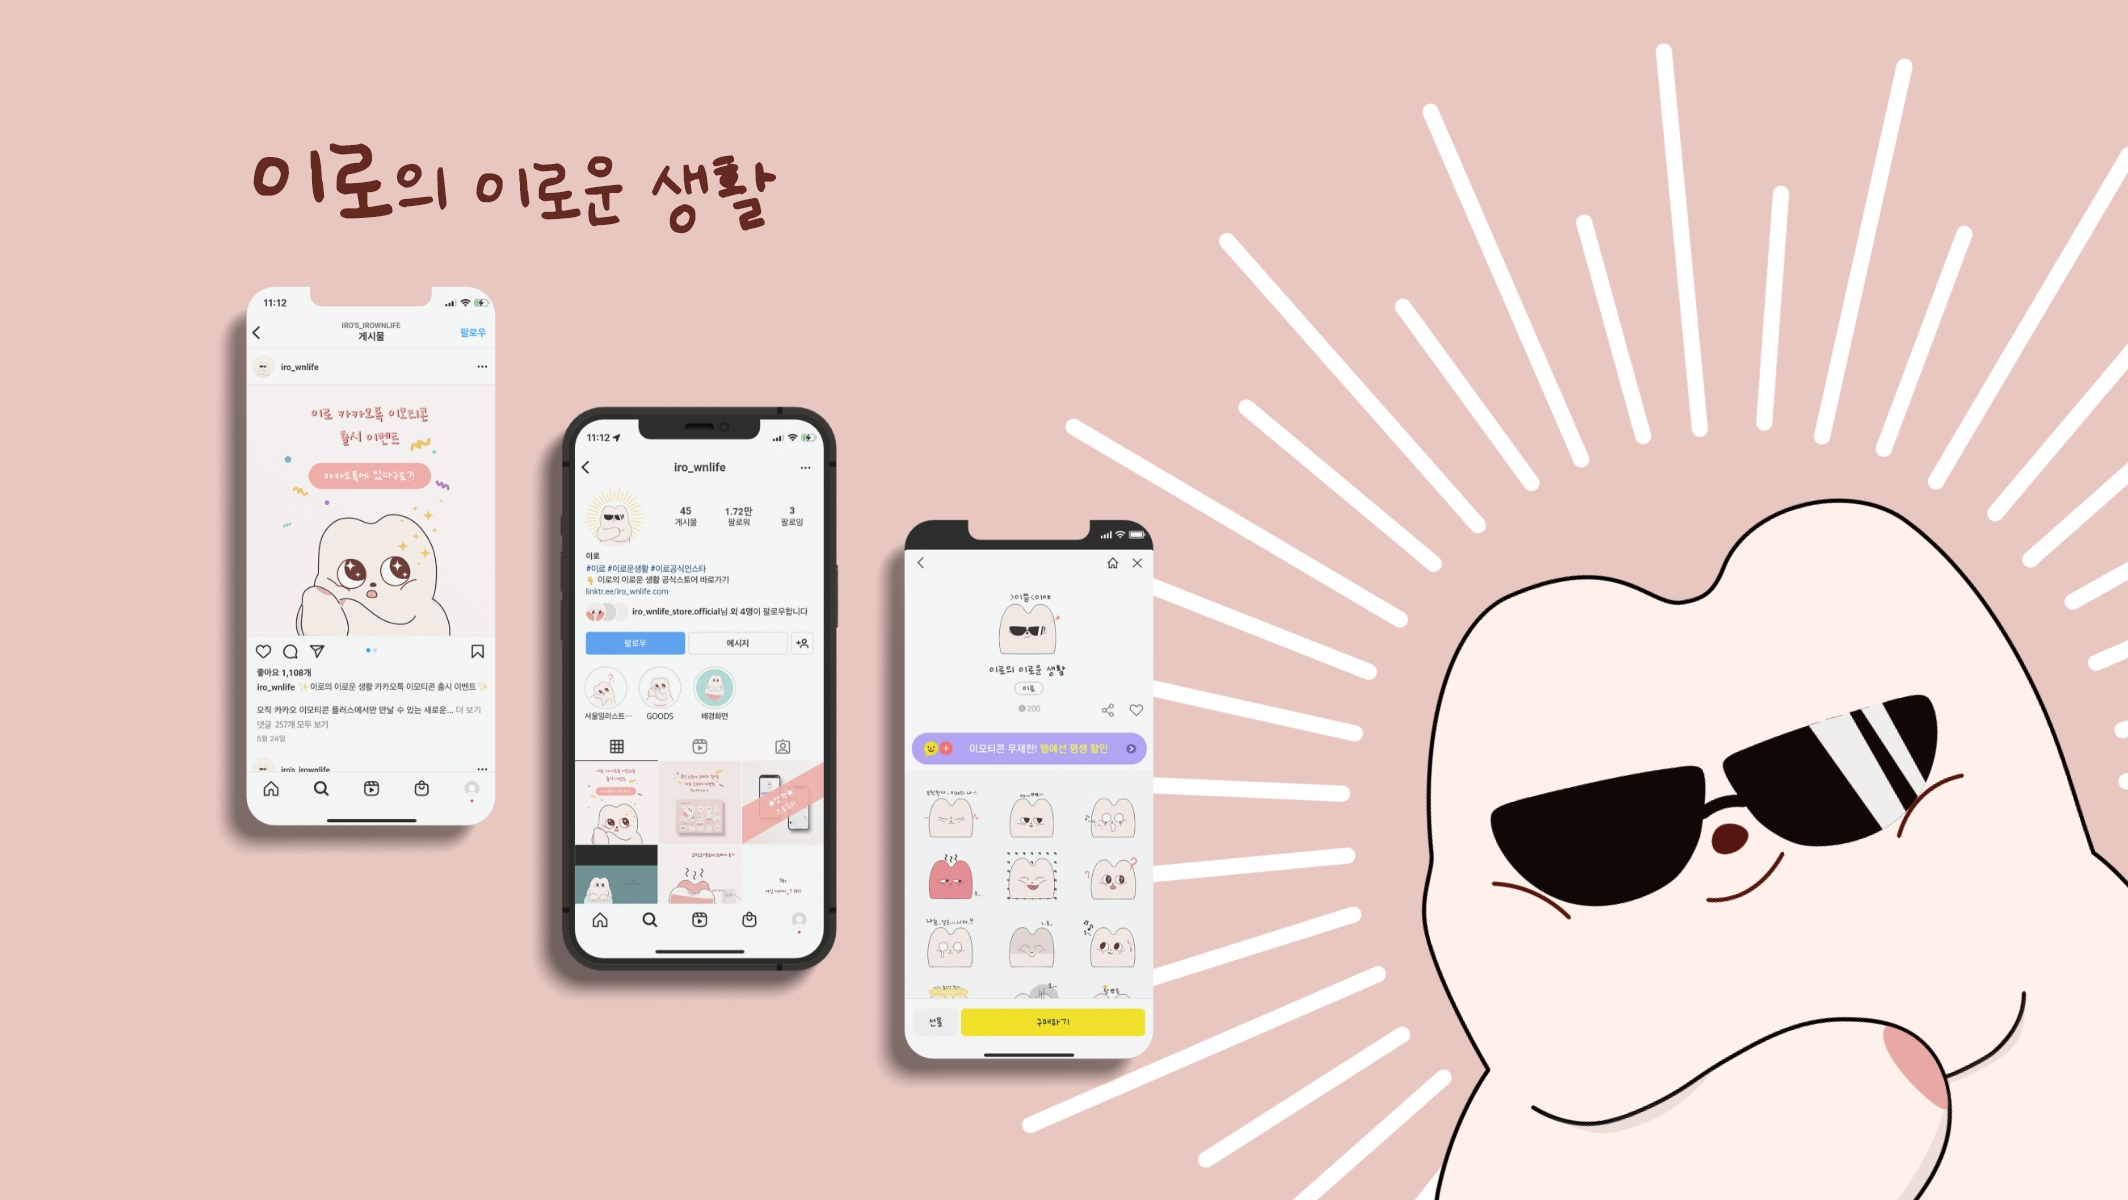 이로의 이로운 생활
11:12
IRO'S_IROWNLIFE
게시물
팔로우
iro_wnlife
이로 카카오톡 이모티콘
출시 이벤트
카카오톡에 있다구로?!
좋아요 1,108개
iro_wnlife ✨이로의 이로운 생활 카카오톡 이모티콘 출시 이벤트✨
오직 카카오 이모티콘 플러스에서만 만날 수 있는 새로운... 더 보기
댓글 257개 모두 보기
5월 24일
iro's_irownlife
11:12
iro_wnlife
45
게시물
1.72만
팔로워
3
팔로잉
이로
#이로 #이로운생활 #이로공식인스타
👇 이로의 이로운 생활 공식스토어 바로가기
linktr.ee/iro_wnlife.com
iro_wnlife_store.official님 외 4명이 팔로우합니다
팔로우
메시지
서울일러스트...
GOODS
배경화면
>이쁨<이야
이로의 이로운 생활
이로
200
이모티콘 무제한! 웹에선 평생 할인
선물
구매하기